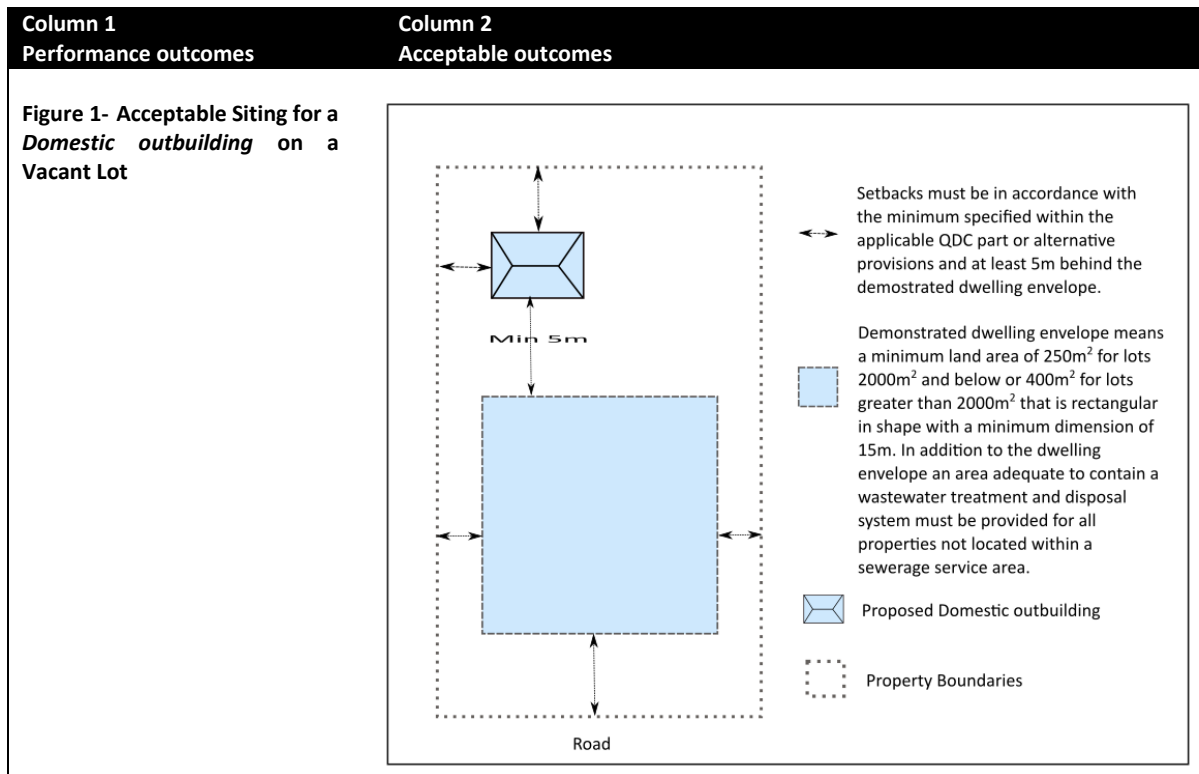 Column 1
Performance outcomes
Column 2
Acceptable outcomes
Figure 1- Acceptable Siting for a
Domestic outbuilding on a
Vacant Lot
Min 5m
Road
Setbacks must be in accordance with
the minimum specified within the
applicable QDC part or alternative
provisions and at least 5m behind the
demostrated dwelling envelope.
Demonstrated dwelling envelope means
a minimum land area of 250m² for lots
2000m² and below or 400m² for lots
greater than 2000m² that is rectangular
in shape with a minimum dimension of
15m. In addition to the dwelling
envelope an area adequate to contain a
wastewater treatment and disposal
system must be provided for all
properties not located within a
sewerage service area.
Proposed Domestic outbuilding
Property Boundaries